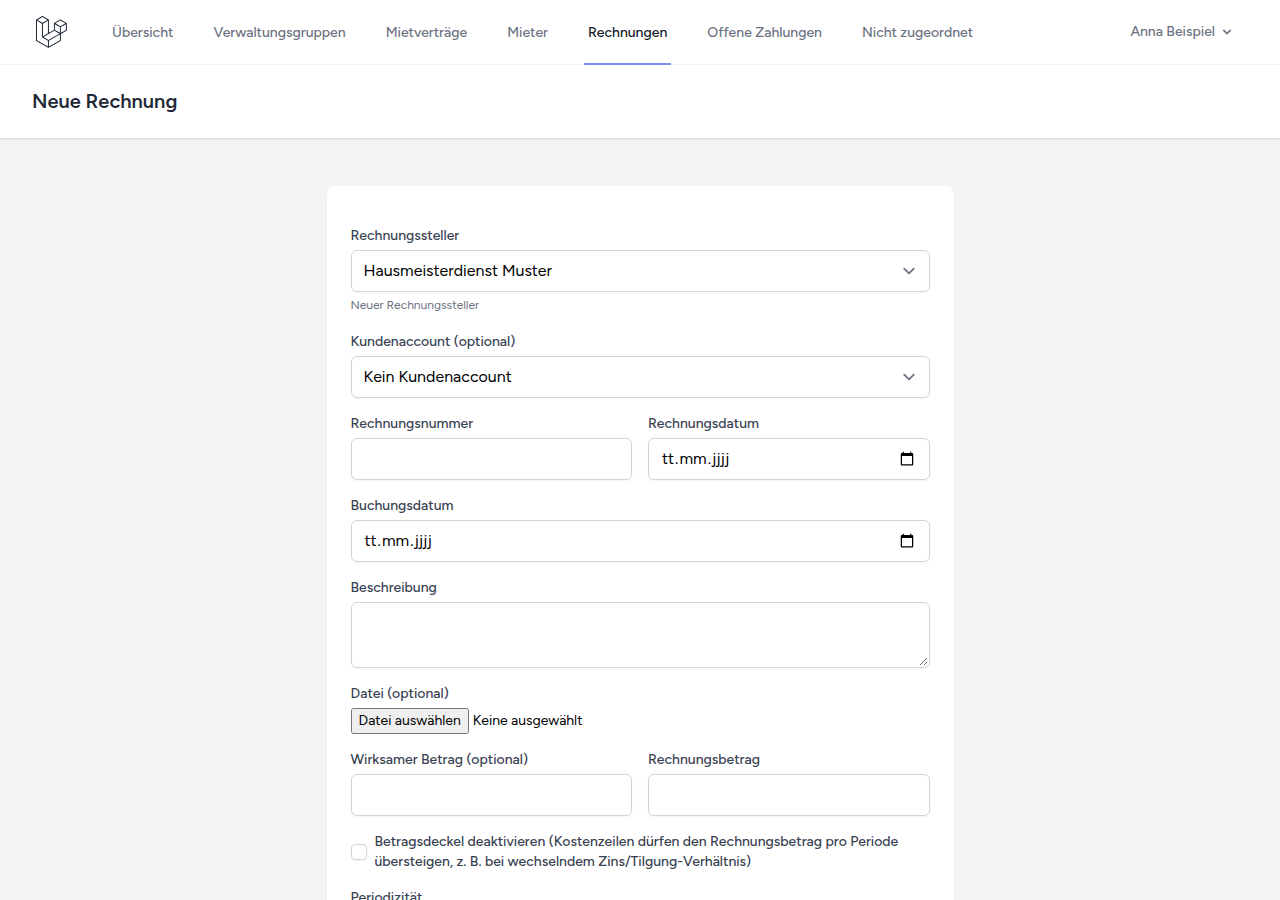 Übersicht Verwaltungsgruppen Mietverträge Mieter Rechnungen Offene Zahlungen Nicht zugeordnet Anna Beispiel
Neue Rechnung
Rechnungssteller
Hausmeisterdienst Muster
Neuer Rechnungssteller
Kundenaccount (optional)
Kein Kundenaccount
Rechnungsnummer Rechnungsdatum
tt.mm.jjjj
Buchungsdatum
tt.mm.jjjj
Beschreibung
Datei (optional)
Datei auswählen Keine ausgewählt
Wirksamer Betrag (optional) Rechnungsbetrag
Betragsdeckel deaktivieren (Kostenzeilen dürfen den Rechnungsbetrag pro Periode
übersteigen, z. B. bei wechselndem Zins/Tilgung-Verhältnis)
Periodizität